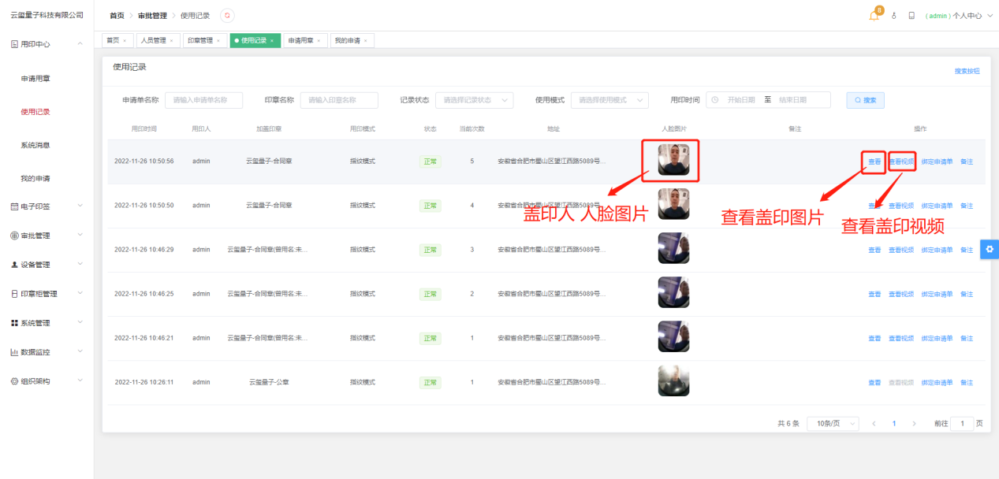 云玺量子科技有限公司
首页 审批管理 使用记录
8
(admin) 个人中心
用印中心
申请用章
使用记录
系统消息
我的申请
电子印签
审批管理
设备管理
印章柜管理
系统管理
数据监控
组织架构
首页 × 人员管理 × 印章管理 × 使用记录 × 申请用章 × 我的申请 ×
使用记录
搜索按钮
申请单名称 请输入申请单名称 印章名称 请输入印章名称 记录状态 请选择记录状态 使用模式 请选择使用模式 用印时间 开始日期 至 结束日期 搜索
用印时间 用印人 加盖印章 用印模式 状态 当前次数 地址 人脸图片 备注 操作
2022-11-26 10:50:56 admin 云玺量子-合同章 指纹模式 正常 5 安徽省合肥市蜀山区望江西路5089号... 查看 查看视频 绑定申请单 备注
2022-11-26 10:50:50 admin 云玺量子-合同章 指纹模式 正常 4 安徽省合肥市蜀山区望江西路5089号... 查看 查看视频 绑定申请单 备注
盖印人 人脸图片
查看盖印图片
查看盖印视频
2022-11-26 10:46:29 admin 云玺量子-合同章(曾用名:未... 指纹模式 正常 3 安徽省合肥市蜀山区望江西路5089号... 查看 查看视频 绑定申请单 备注
2022-11-26 10:46:25 admin 云玺量子-合同章(曾用名:未... 指纹模式 正常 2 安徽省合肥市蜀山区望江西路5089号... 查看 查看视频 绑定申请单 备注
2022-11-26 10:46:21 admin 云玺量子-合同章(曾用名:未... 指纹模式 正常 1 安徽省合肥市蜀山区望江西路5089号... 查看 查看视频 绑定申请单 备注
2022-11-26 10:26:11 admin 云玺量子-公章 指纹模式 正常 1 安徽省合肥市蜀山区望江西路5089号... 查看 查看视频 绑定申请单 备注
共 6 条 10条/页 1 前往 1 页